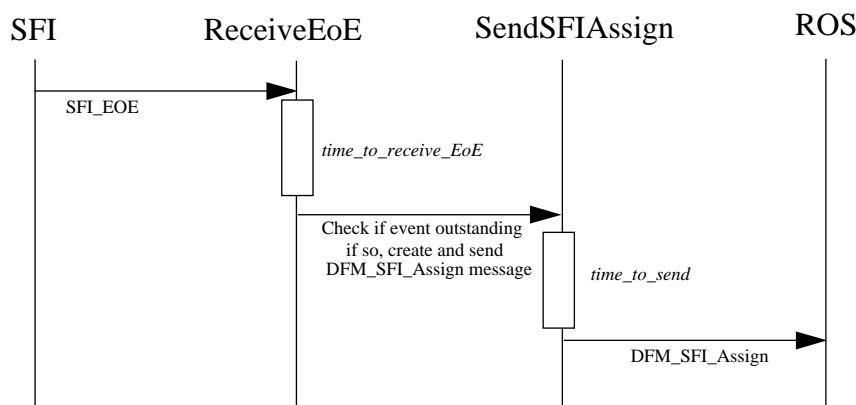 SFI
ReceiveEoE
SendSFIAssign
ROS
SFI_EOE
time_to_receive_EoE
Check if event outstanding
if so, create and send
DFM_SFI_Assign message
time_to_send
DFM_SFI_Assign